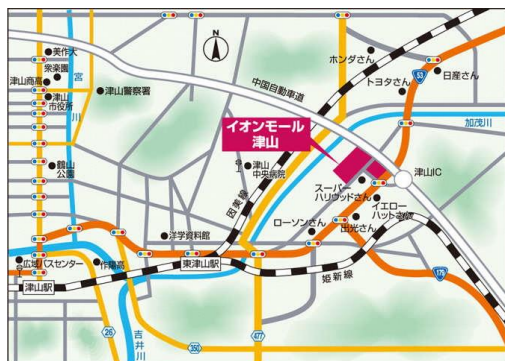 美作大
衆楽園
津山商高
津山
市役所
宮
川
津山警察署
N
中国自動車道
ホンダさん
トヨタさん
日産さん
53
加茂川
イオンモール
津山
鶴山
公園
津山
中央病院
因美線
津山IC
スーパー
ハリウッドさん
イエロー
ハットさん
出光さん
ローソンさん
洋学資料館
広域バスセンター
作陽高
東津山駅
姫新線
津山駅
179
吉
井
川
26
350
477